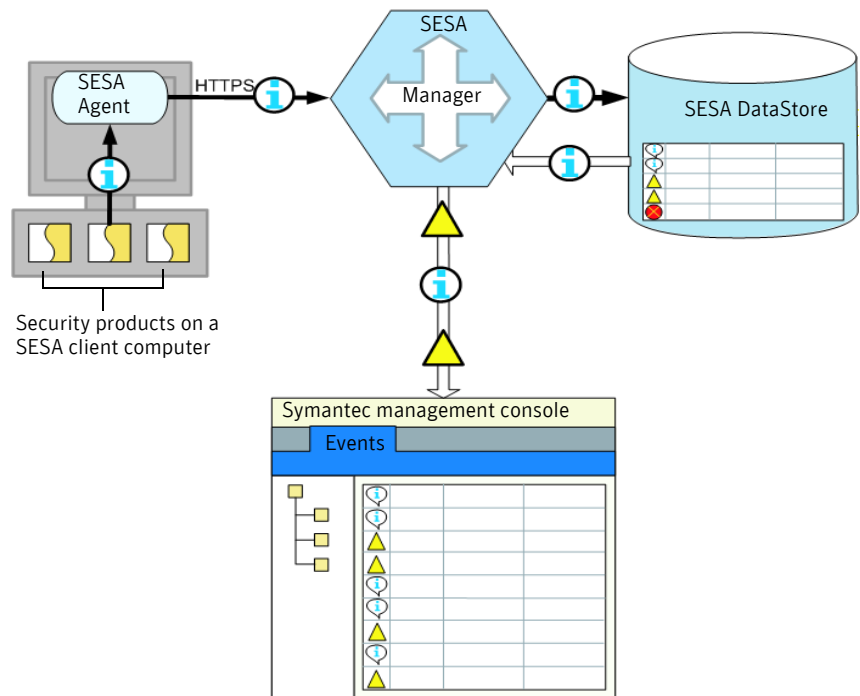 SESA
Agent
HTTPS
SESA
Manager
SESA DataStore
Security products on a
SESA client computer
Symantec management console
Events